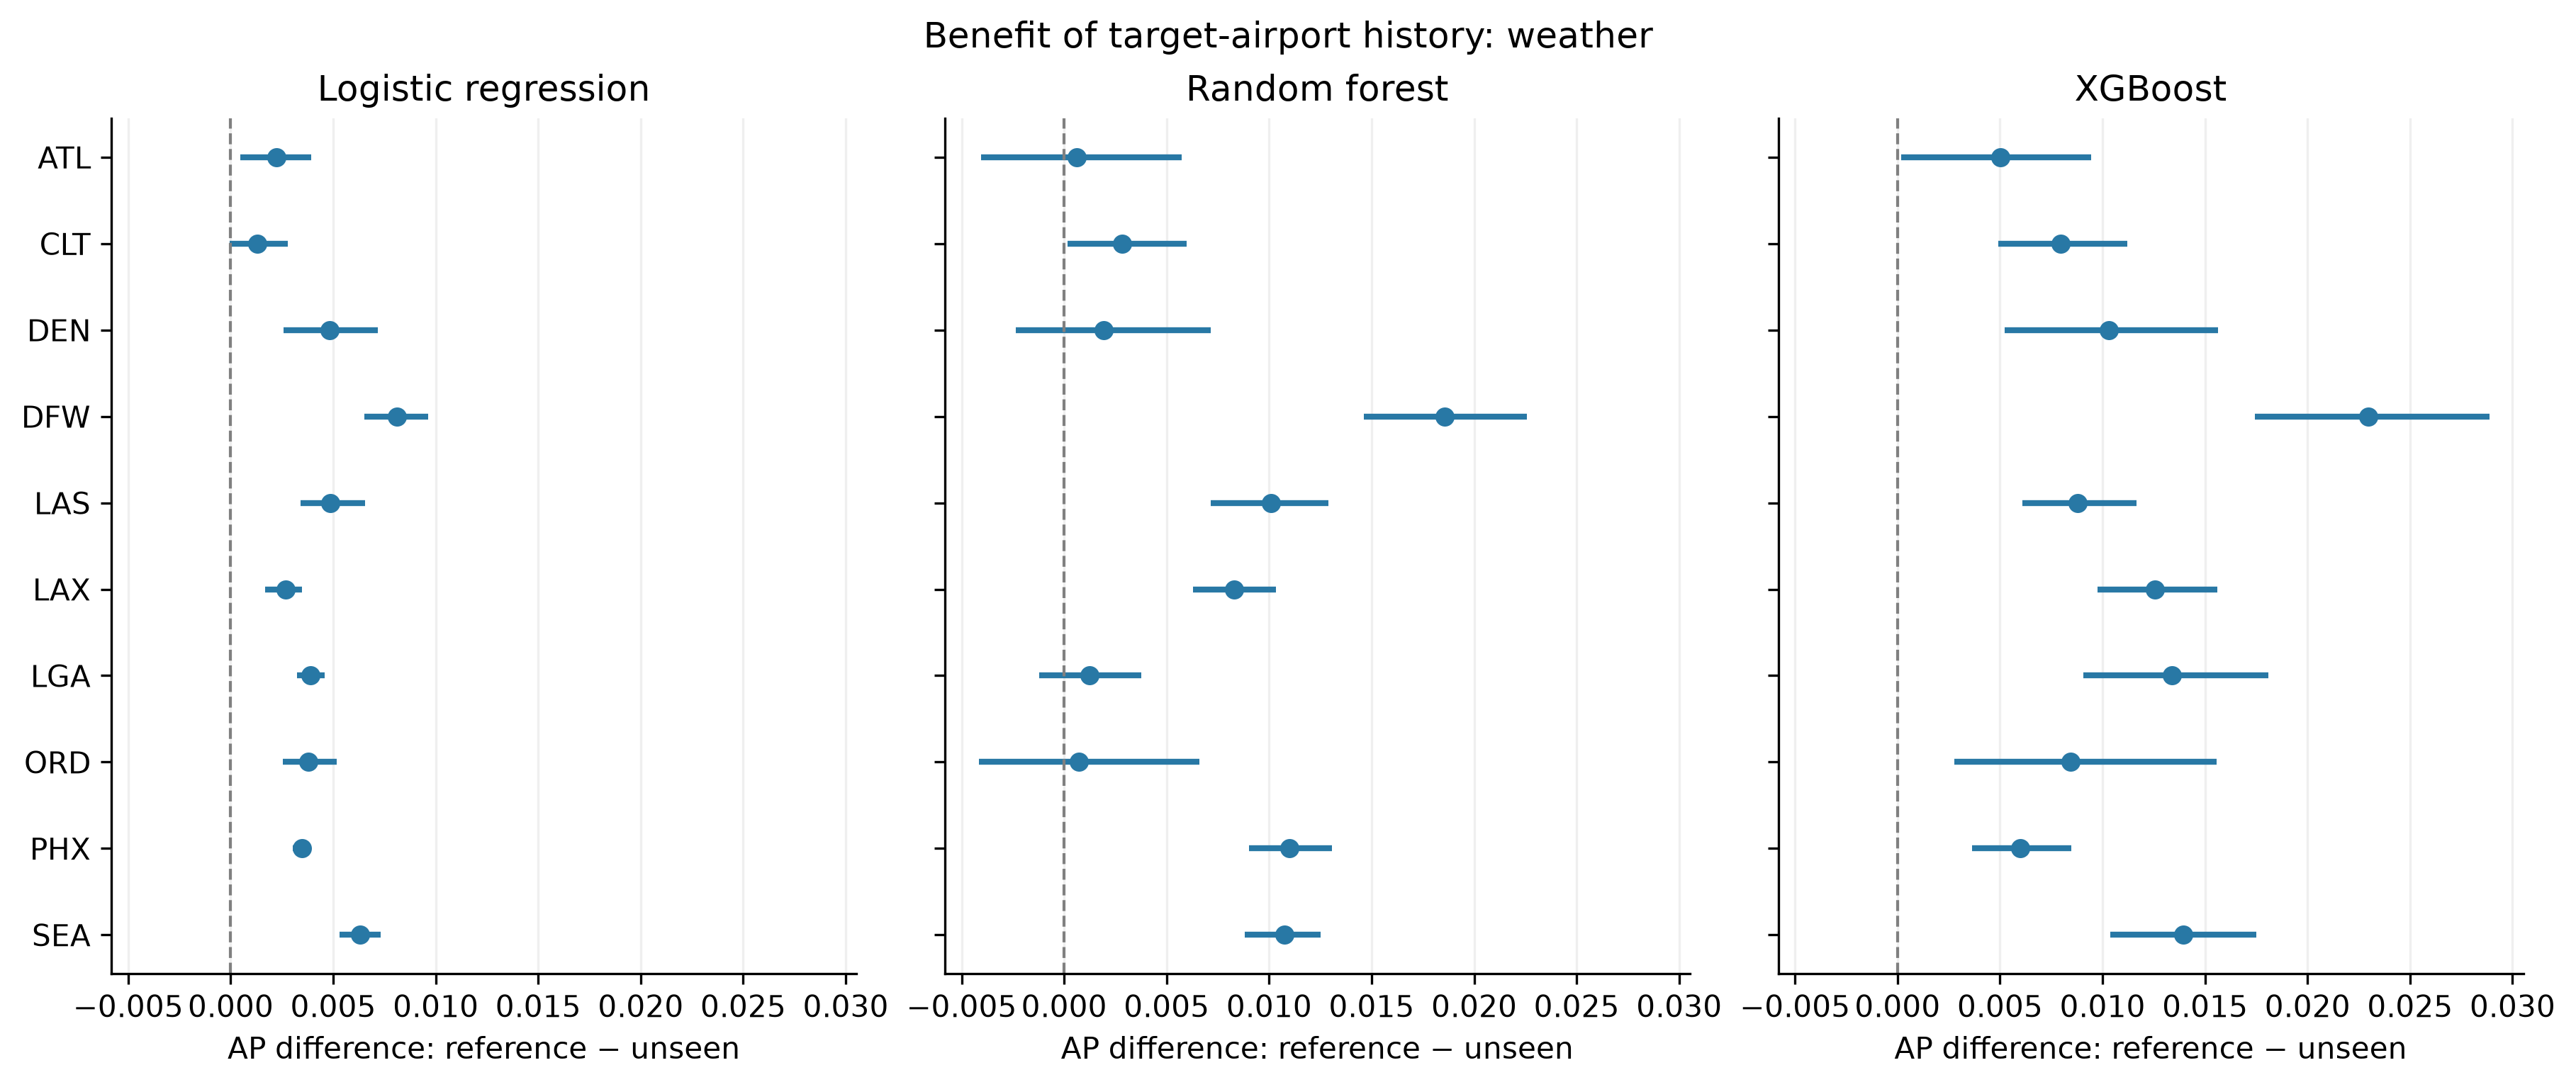 Benefit of target-airport history: weather
Logistic regression
Random forest
XGBoost
ATL
CLT
DEN
DFW
LAS
LAX
LGA
ORD
PHX
SEA
−0.005 0.000 0.005 0.010 0.015 0.020 0.025 0.030
−0.005 0.000 0.005 0.010 0.015 0.020 0.025 0.030
−0.005 0.000 0.005 0.010 0.015 0.020 0.025 0.030
AP difference: reference − unseen
AP difference: reference − unseen
AP difference: reference − unseen